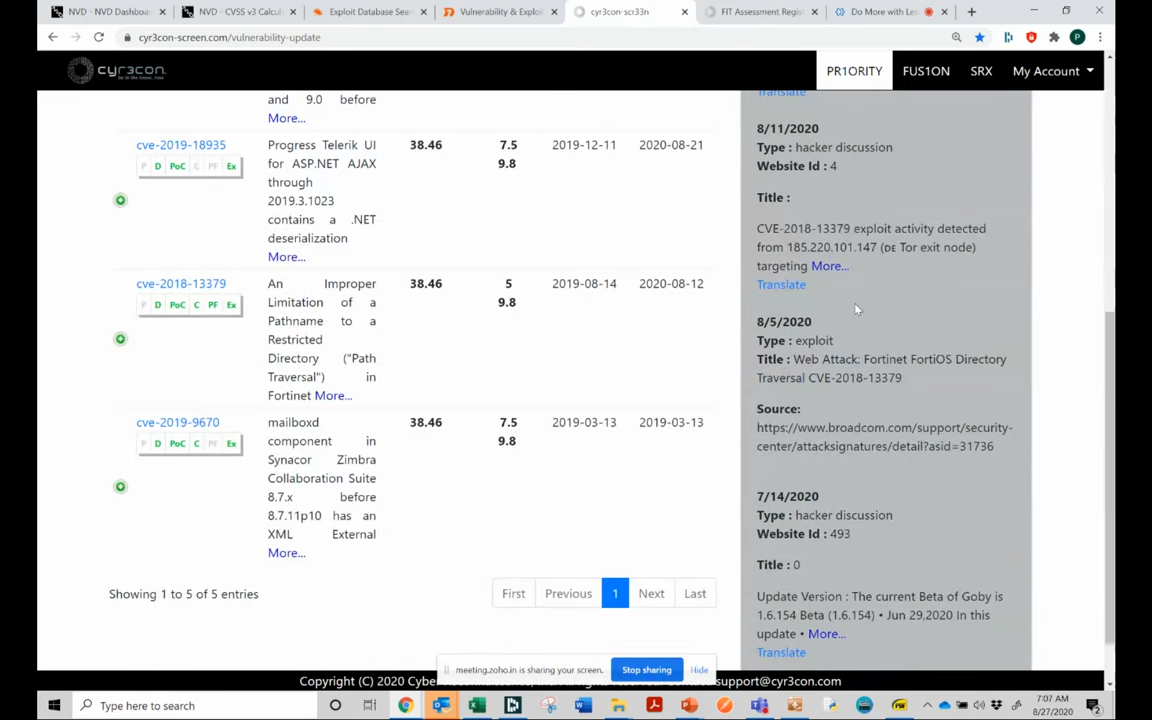 NVD - NVD Dashboar
NVD - CVSS v3 Calcula
Exploit Database Sear
Vulnerability & Exploi
cyr3con-scr33n
FIT Assessment Regis
Do More with Les
cyr3con-screen.com/vulnerability-update
P
cyr3con.
PR1ORITY
FUS1ON
SRX
My Account
and 9.0 before
More...
cve-2019-18935
P D PoC C PF Ex
Progress Telerik UI
for ASP.NET AJAX
through
2019.3.1023
contains a .NET
deserialization
More...
38.46
7.5
9.8
2019-12-11
2020-08-21
cve-2018-13379
P D PoC C PF Ex
An Improper
Limitation of a
Pathname to a
Restricted
Directory ("Path
Traversal") in
Fortinet More...
38.46
5
9.8
2019-08-14
2020-08-12
cve-2019-9670
P D PoC C PF Ex
mailboxd
component in
Synacor Zimbra
Collaboration Suite
8.7.x before
8.7.11p10 has an
XML External
More...
38.46
7.5
9.8
2019-03-13
2019-03-13
Showing 1 to 5 of 5 entries
First
Previous
1
Next
Last
Translate
8/11/2020
Type : hacker discussion
Website Id : 4
Title :
CVE-2018-13379 exploit activity detected
from 185.220.101.147 (ᴅᴇ Tor exit node)
targeting More...
Translate
8/5/2020
Type : exploit
Title : Web Attack: Fortinet FortiOS Directory
Traversal CVE-2018-13379
Source:
https://www.broadcom.com/support/security-
center/attacksignatures/detail?asid=31736
7/14/2020
Type : hacker discussion
Website Id : 493
Title : 0
Update Version : The current Beta of Goby is
1.6.154 Beta (1.6.154) • Jun 29,2020 In this
update • More...
Translate
meeting.zoho.in is sharing your screen.
Stop sharing
Hide
Copyright (C) 2020 Cyber
support@cyr3con.com
Type here to search
7:07 AM
8/27/2020
2